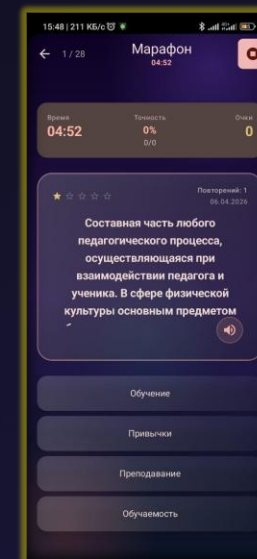 15:48 | 211 КБ/с
← 1 / 28
Марафон
04:52
Время
04:52
Точность
0%
0/0
Очки
0
Повторений: 1
06.04.2026
Составная часть любого
педагогического процесса,
осуществляющаяся при
взаимодействии педагога и
ученика. В сфере физической
культуры основным предметом
Обучение
Привычки
Преподавание
Обучаемость